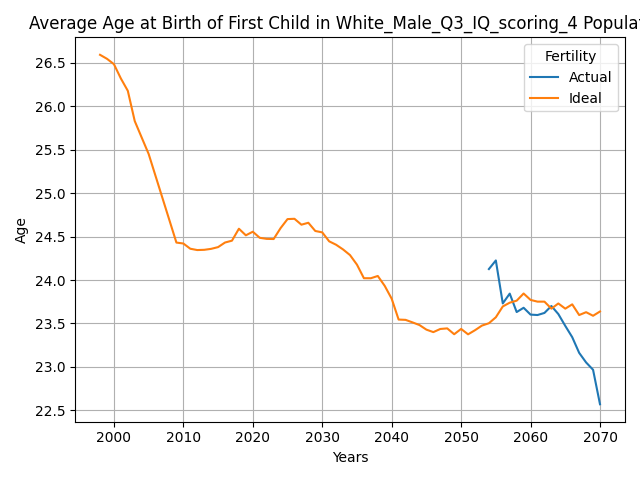 Average Age at Birth of First Child in White_Male_Q3_IQ_scoring_4 Populat
Fertility
Actual
Ideal
26.5
26.0
25.5
25.0
24.5
24.0
23.5
23.0
22.5
Age
2000
2010
2020
2030
2040
2050
2060
2070
Years